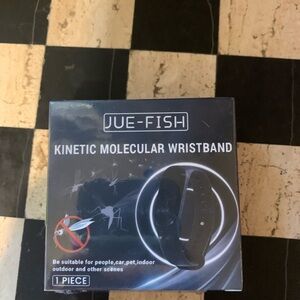 JUE-FISH
KINETIC MOLECULAR WRISTBAND
Be suitable for people,car,pet,indoor
outdoor and other scenes
1 PIECE